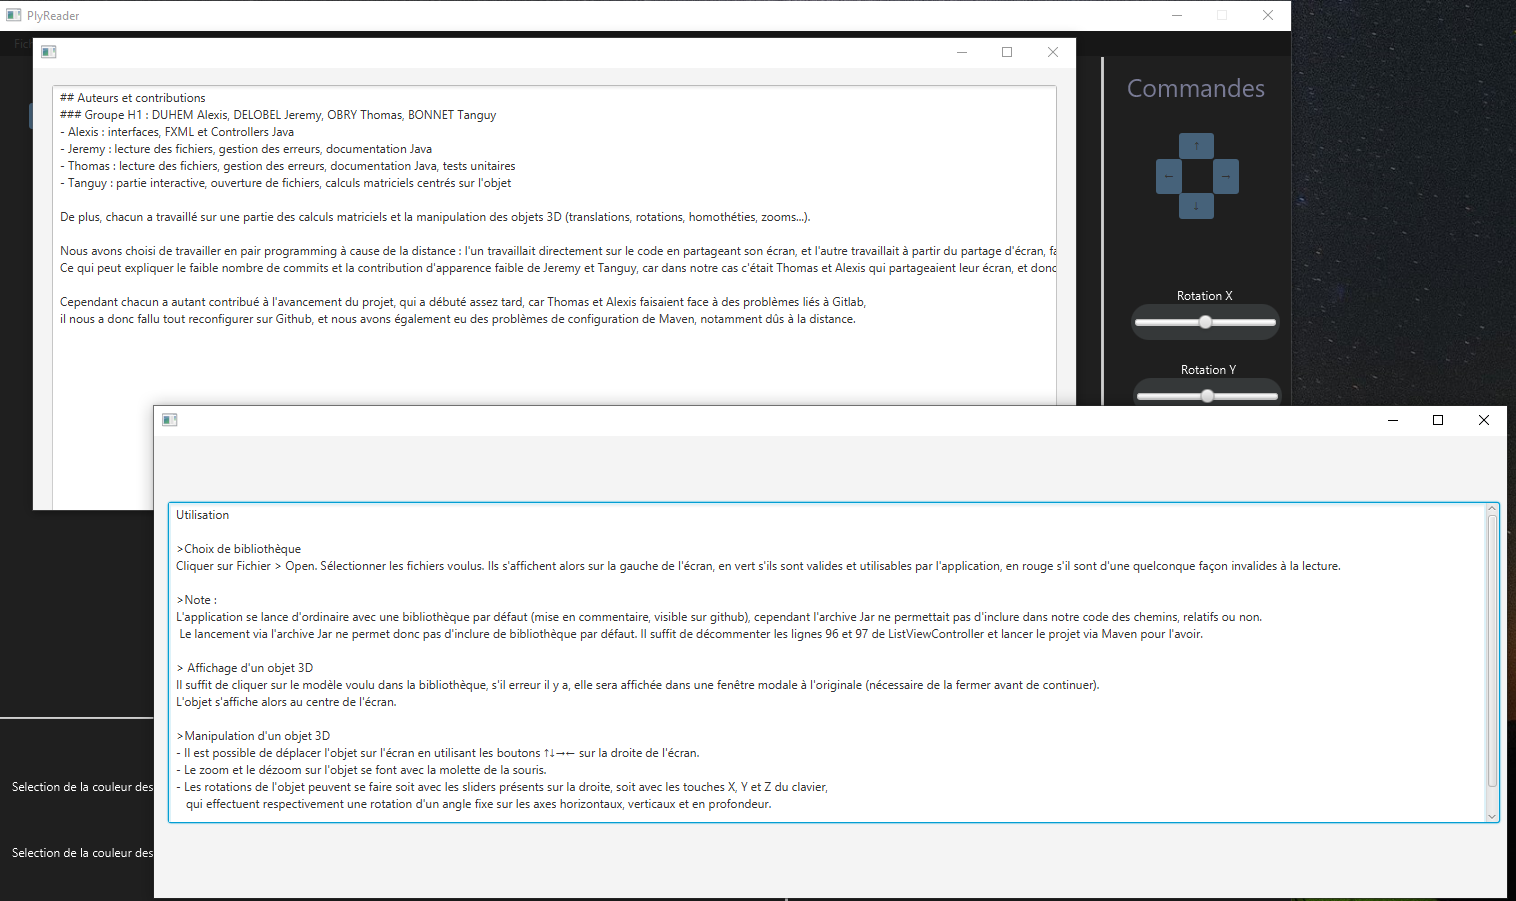 PlyReader
Fic
## Auteurs et contributions
### Groupe H1 : DUHEM Alexis, DELOBEL Jeremy, OBRY Thomas, BONNET Tanguy
- Alexis : interfaces, FXML et Controllers Java
- Jeremy : lecture des fichiers, gestion des erreurs, documentation Java
- Thomas : lecture des fichiers, gestion des erreurs, documentation Java, tests unitaires
- Tanguy : partie interactive, ouverture de fichiers, calculs matriciels centrés sur l'objet
De plus, chacun a travaillé sur une partie des calculs matriciels et la manipulation des objets 3D (translations, rotations, homothéties, zooms...).
Nous avons choisi de travailler en pair programming à cause de la distance : l'un travaillait directement sur le code en partageant son écran, et l'autre travaillait à partir du partage d'écran, fa
Ce qui peut expliquer le faible nombre de commits et la contribution d'apparence faible de Jeremy et Tanguy, car dans notre cas c'était Thomas et Alexis qui partageaient leur écran, et donc
Cependant chacun a autant contribué à l'avancement du projet, qui a débuté assez tard, car Thomas et Alexis faisaient face à des problèmes liés à Gitlab,
il nous a donc fallu tout reconfigurer sur Github, et nous avons également eu des problèmes de configuration de Maven, notamment dûs à la distance.
Commandes
↑
← →
↓
Rotation X
Rotation Y
Utilisation
>Choix de bibliothèque
Cliquer sur Fichier > Open. Sélectionner les fichiers voulus. Ils s'affichent alors sur la gauche de l'écran, en vert s'ils sont valides et utilisables par l'application, en rouge s'il sont d'une quelconque façon invalides à la lecture.
>Note :
L'application se lance d'ordinaire avec une bibliothèque par défaut (mise en commentaire, visible sur github), cependant l'archive Jar ne permettait pas d'inclure dans notre code des chemins, relatifs ou non.
Le lancement via l'archive Jar ne permet donc pas d'inclure de bibliothèque par défaut. Il suffit de décommenter les lignes 96 et 97 de ListViewController et lancer le projet via Maven pour l'avoir.
> Affichage d'un objet 3D
Il suffit de cliquer sur le modèle voulu dans la bibliothèque, s'il erreur il y a, elle sera affichée dans une fenêtre modale à l'originale (nécessaire de la fermer avant de continuer).
L'objet s'affiche alors au centre de l'écran.
>Manipulation d'un objet 3D
- Il est possible de déplacer l'objet sur l'écran en utilisant les boutons ↑↓→← sur la droite de l'écran.
- Le zoom et le dézoom sur l'objet se font avec la molette de la souris.
- Les rotations de l'objet peuvent se faire soit avec les sliders présents sur la droite, soit avec les touches X, Y et Z du clavier,
qui effectuent respectivement une rotation d'un angle fixe sur les axes horizontaux, verticaux et en profondeur.
Selection de la couleur des
Selection de la couleur des